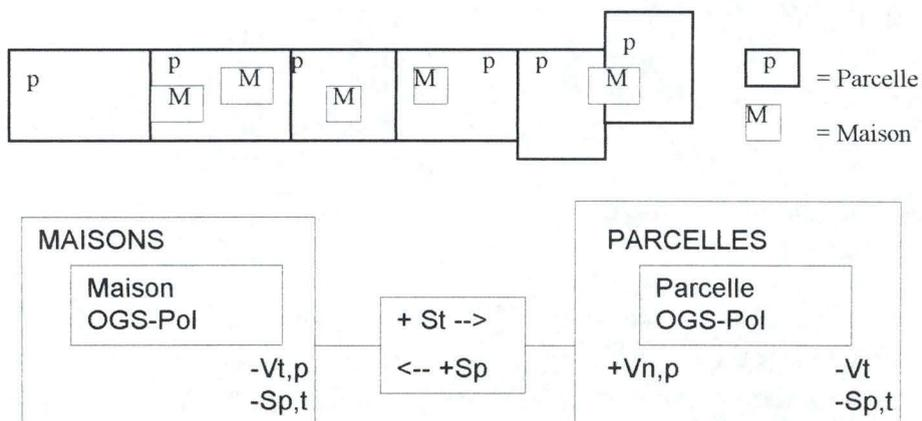 p
p
M
M
p
M
M
p
p
p
M
p
= Parcelle
M
= Maison
MAISONS
Maison
OGS-Pol
-Vt,p
-Sp,t
+ St -->
<-- +Sp
PARCELLES
Parcelle
OGS-Pol
+Vn,p
-Vt
-Sp,t